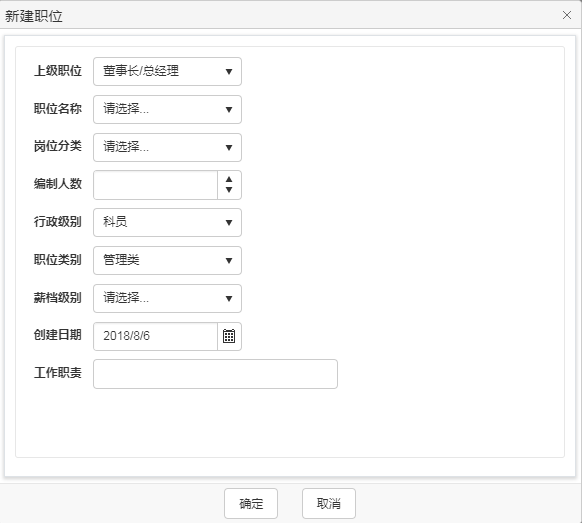 新建职位
上级职位 董事长/总经理
职位名称 请选择...
岗位分类 请选择...
编制人数
行政级别 科员
职位类别 管理类
薪档级别 请选择...
创建日期 2018/8/6
工作职责
确定 取消